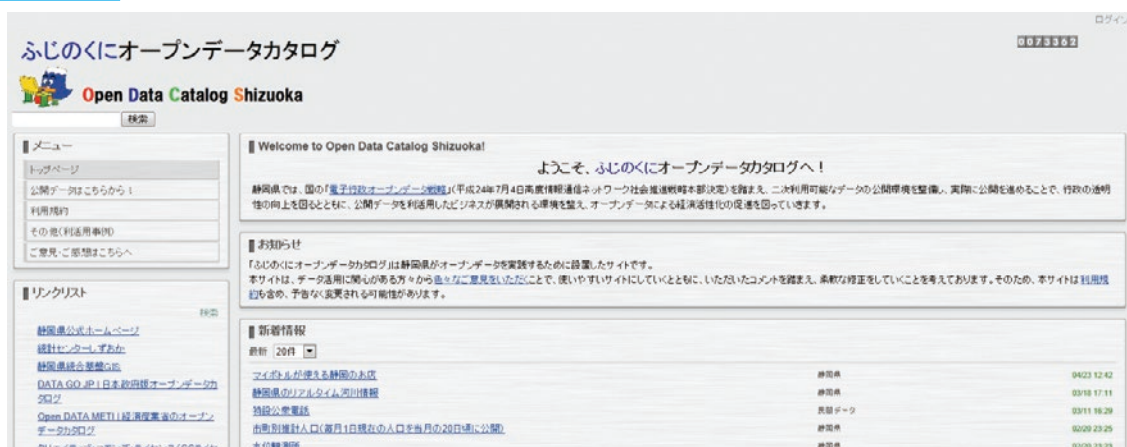 ログイン
ふじのくにオープンデータカタログ
0073362
Open Data Catalog Shizuoka
検索
メニュー
トップページ
公開データはこちらから!
利用規約
その他(利活用事例)
ご意見・ご感想はこちらへ
リンクリスト
検索
静岡県公式ホームページ
統計センターしずおか
静岡県統合基盤GIS
DATA GO JP | 日本政府版オープンデータカ
タログ
Open DATA METI | 経済産業省のオープン
データカタログ
Welcome to Open Data Catalog Shizuoka!
ようこそ、ふじのくにオープンデータカタログへ!
静岡県では、国の「電子行政オープンデータ戦略」(平成24年7月4日高度情報通信ネットワーク社会推進戦略本部決定)を踏まえ、二次利用可能なデータの公開環境を整備し、実際に公開を進めることで、行政の透明
性の向上を図るとともに、公開データを利活用したビジネスが展開される環境を整え、オープンデータによる経済活性化の促進を図っていきます。
お知らせ
「ふじのくにオープンデータカタログ」は静岡県がオープンデータを実践するために設置したサイトです。
本サイトは、データ活用に関心がある方々から色々なご意見をいただくことで、使いやすいサイトにしていくとともに、いただいたコメントを踏まえ、柔軟な修正をしていくことを考えております。そのため、本サイトは利用規
約も含め、予告なく変更される可能性があります。
新着情報
最新 20件
マイボトルが使える静岡のお店 静岡県 04/23 12:42
静岡県のリアルタイム河川情報 静岡県 03/18 17:11
特設公衆電話 民間データ 03/11 16:29
市町別推計人口(毎月1日現在の人口を当月の20日頃に公開) 静岡県 02/20 23:25
水位観測所 静岡県